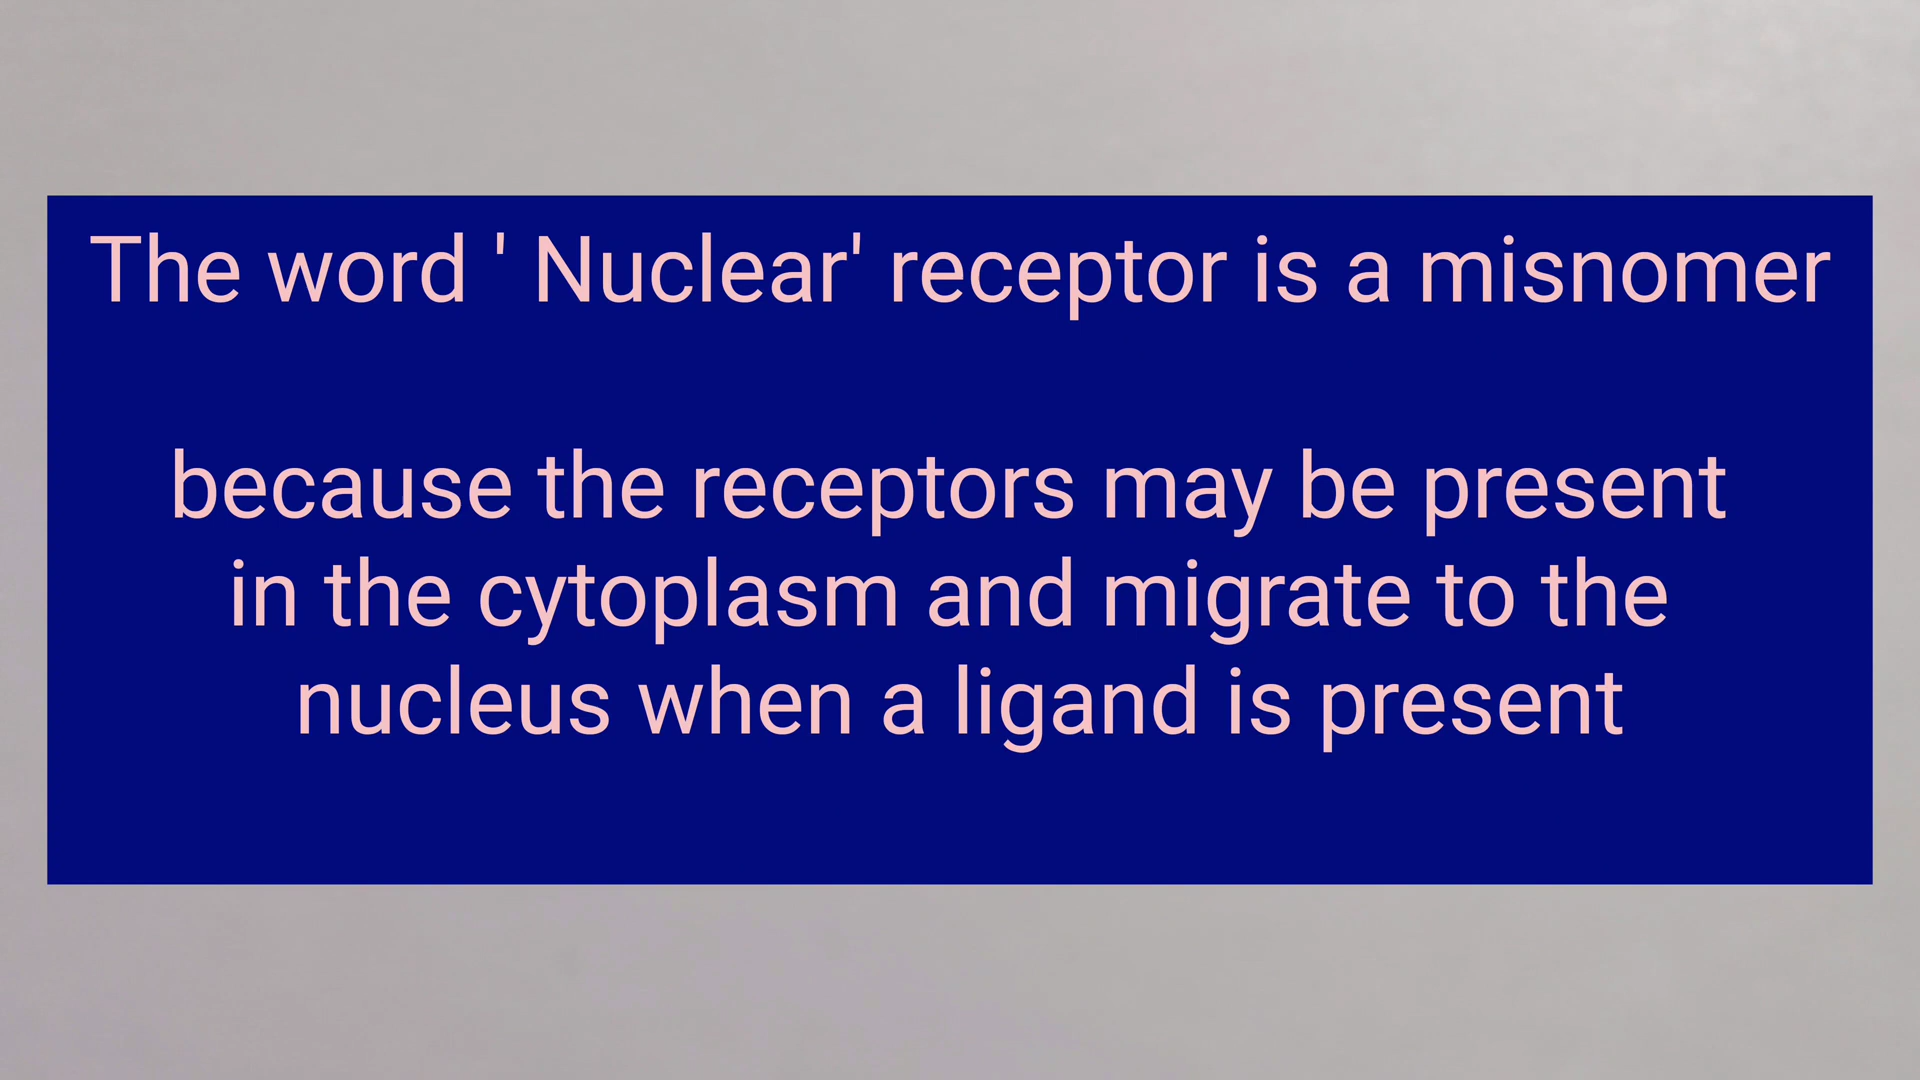 The word ' Nuclear' receptor is a misnomer
because the receptors may be present
in the cytoplasm and migrate to the
nucleus when a ligand is present